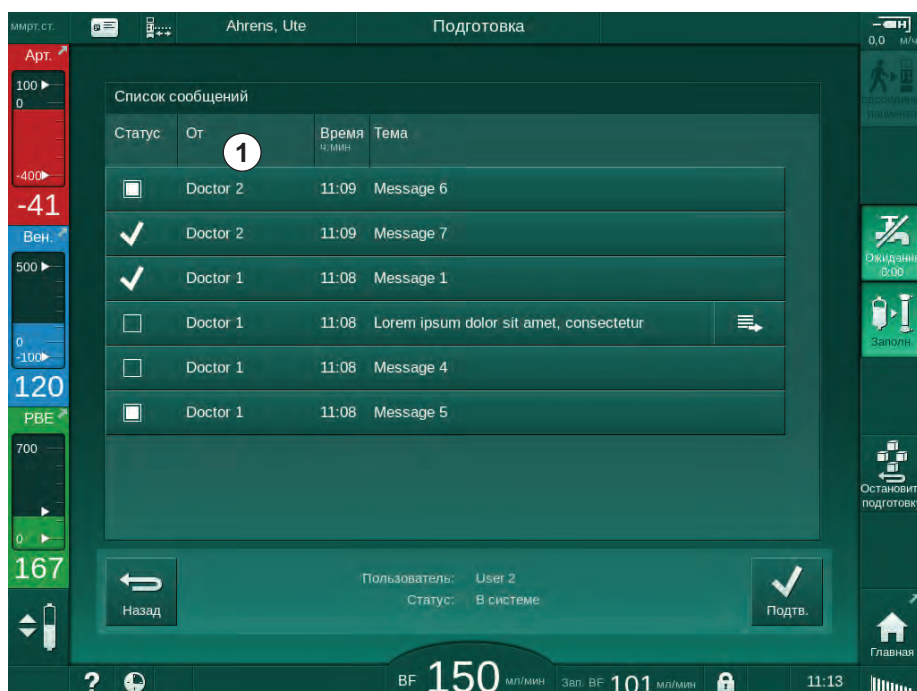 ммрт.ст.
Ahrens, Ute
Подготовка
0,0 м/ч
Арт.
100
0
-400
-41
Вен.
500
0
-100
120
PBE
700
0
167
Список сообщений
Статус От Время Тема
ч:мин
1
Doctor 2 11:09 Message 6
Doctor 2 11:09 Message 7
Doctor 1 11:08 Message 1
Doctor 1 11:08 Lorem ipsum dolor sit amet, consectetur
Doctor 1 11:08 Message 4
Doctor 1 11:08 Message 5
Назад
Пользователь: User 2
Статус: В системе
Подтв.
Ожидание
0:00
Заполн.
Остановит
подготовк
Главная
?
BF 150 мл/мин
Зап. BF 101 мл/мин
11:13